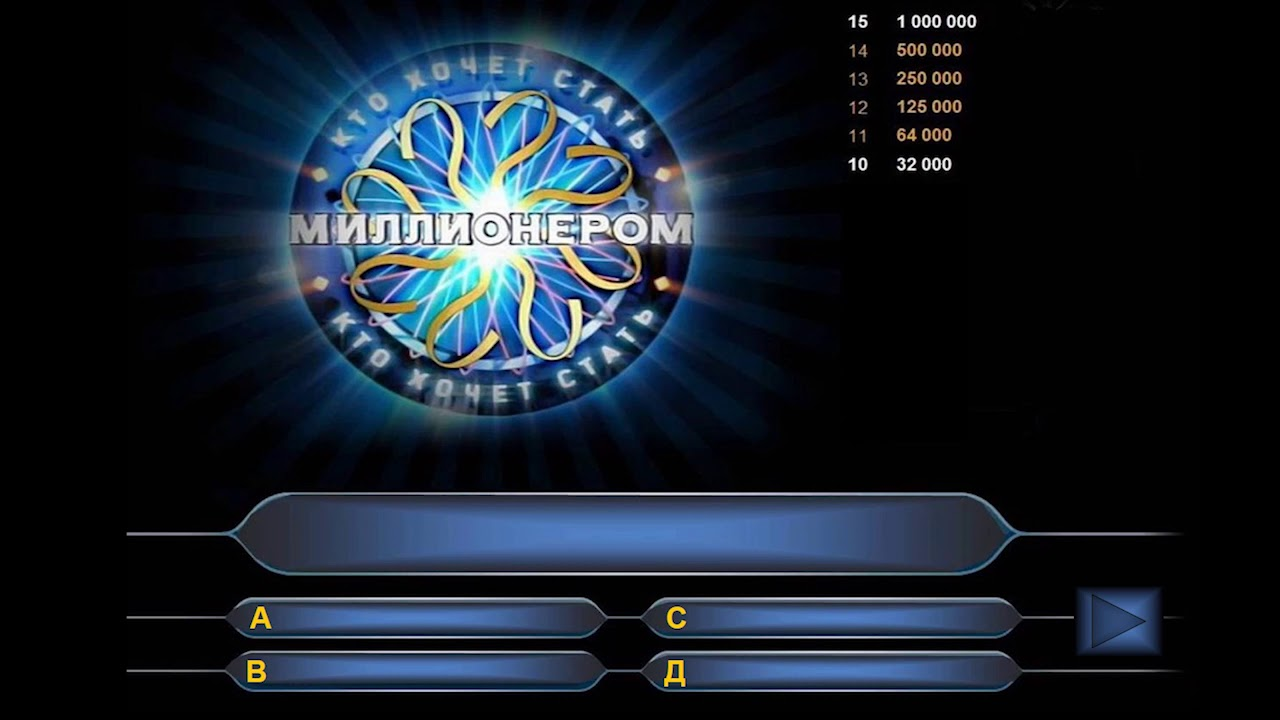 КТО ХОЧЕТ СТАТЬ
МИЛЛИОНЕРОМ
КТО ХОЧЕТ СТАТЬ
15 1 000 000
14 500 000
13 250 000
12 125 000
11 64 000
10 32 000
А
С
В
Д